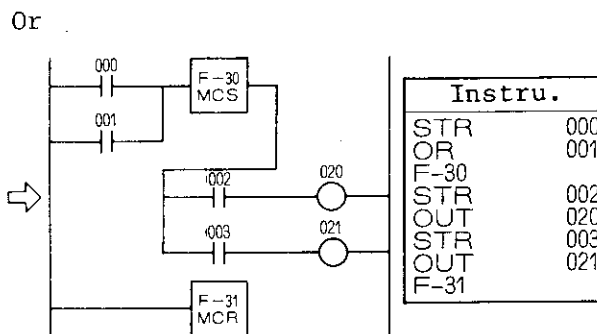 Or
000
F-30
MCS
001
002
020
003
021
F-31
MCR
Instru.
STR 000
OR 001
F-30
STR 002
OUT 020
STR 003
OUT 021
F-31